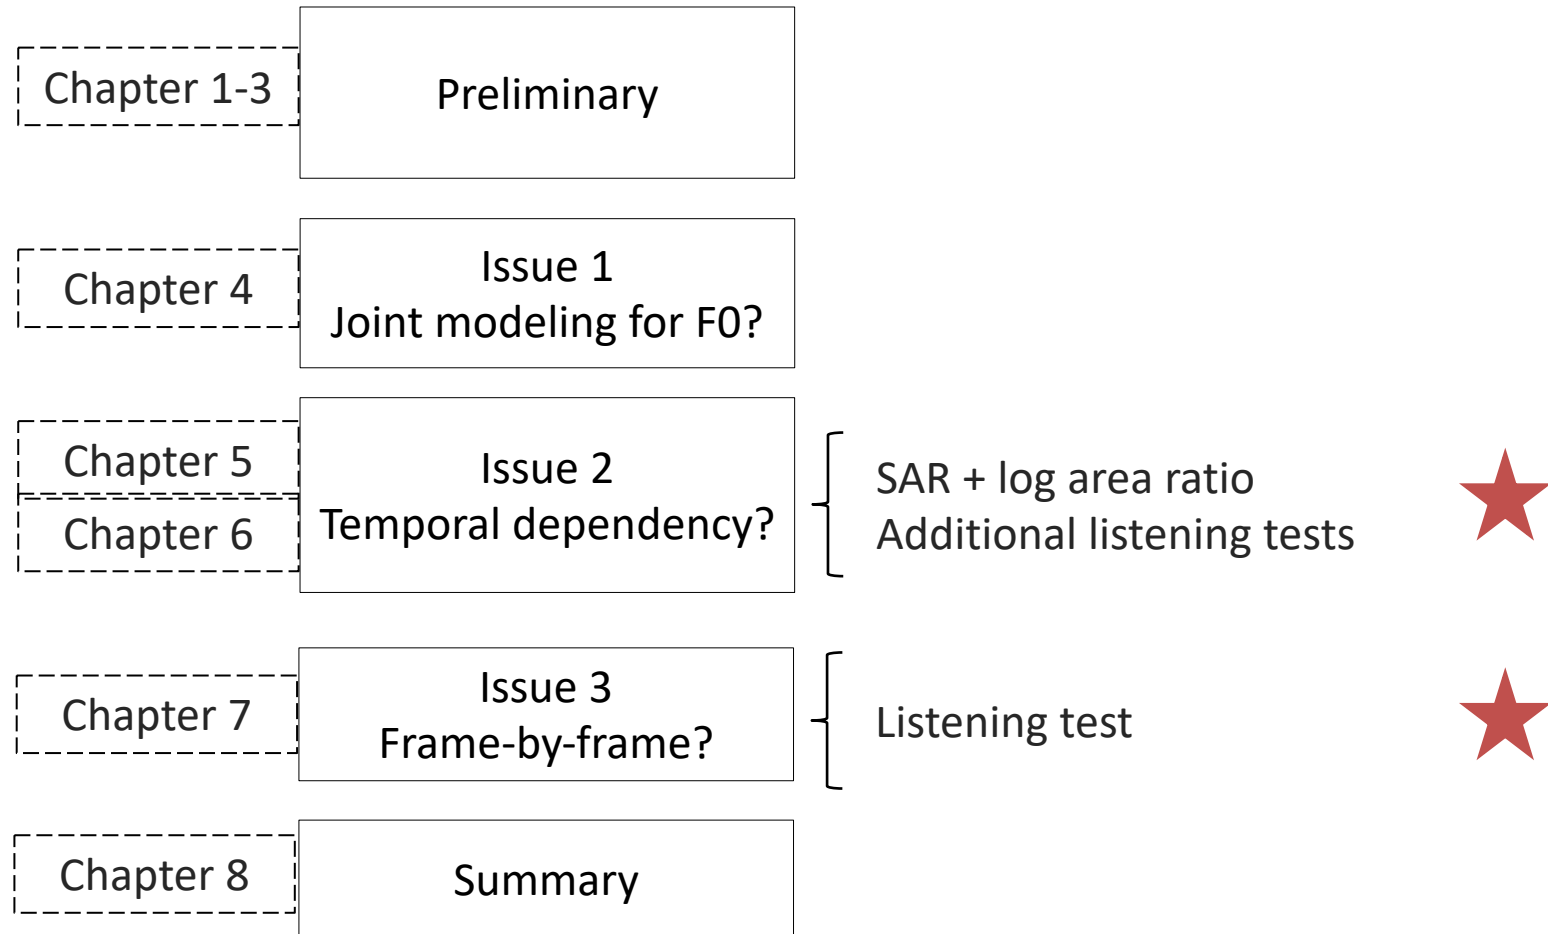 Chapter 1-3
Preliminary
Chapter 4
Issue 1
Joint modeling for F0?
Chapter 5
Chapter 6
Issue 2
Temporal dependency?
SAR + log area ratio
Additional listening tests
Chapter 7
Issue 3
Frame-by-frame?
Listening test
Chapter 8
Summary